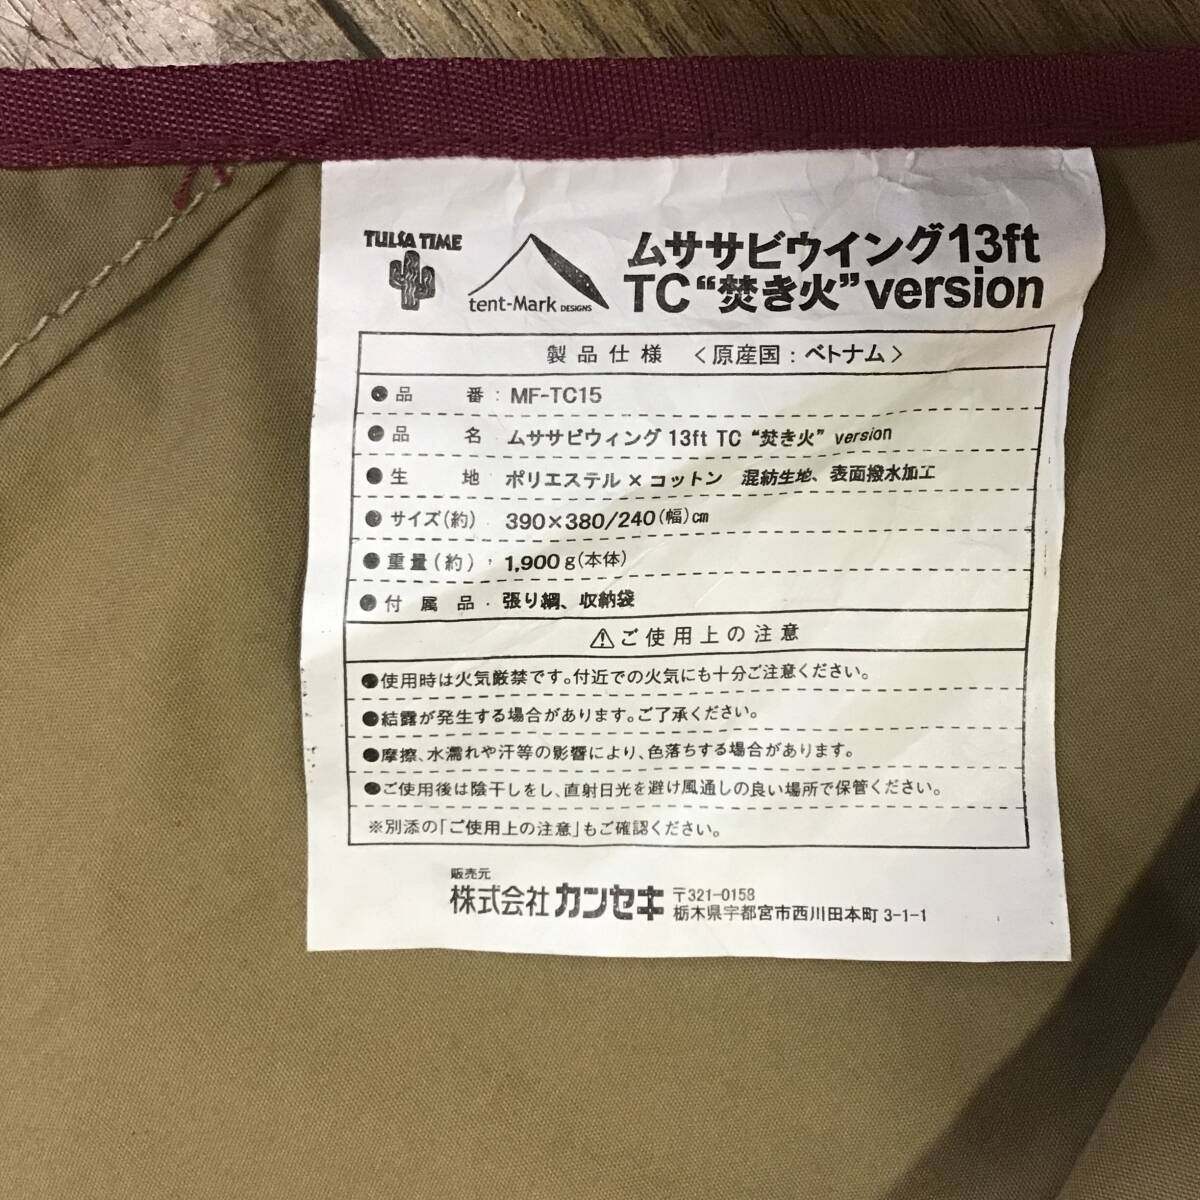 TULSA TIME
tent-Mark DESIGNS
ムササビウイング13ft
TC“焚き火”version
製品仕様 〈原産国：ベトナム〉
●品番：MF-TC15
●品名 ムササビウィング13ft TC “焚き火” version
●生地 ポリエステル×コットン 混紡生地、表面撥水加工
●サイズ(約) 390×380/240(幅)cm
●重量(約) 1,900g(本体)
●付属品 張り綱、収納袋
⚠ご使用上の注意
●使用時は火気厳禁です。付近での火気にも十分ご注意ください。
●結露が発生する場合があります。ご了承ください。
●摩擦、水濡れや汗等の影響により、色落ちする場合があります。
●ご使用後は陰干しをし、直射日光を避け風通しの良い場所で保管ください。
※別添の「ご使用上の注意」もご確認ください。
販売元
株式会社カンセキ
〒321-0158
栃木県宇都宮市西川田本町3-1-1